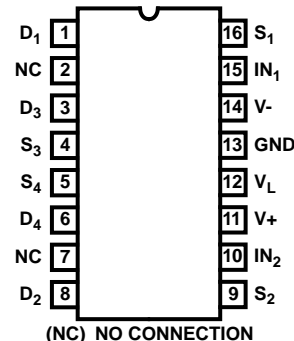 D1 1 16 S1
NC 2 15 IN1
D3 3 14 V-
S3 4 13 GND
S4 5 12 VL
D4 6 11 V+
NC 7 10 IN2
D2 8 9 S2
(NC) NO CONNECTION